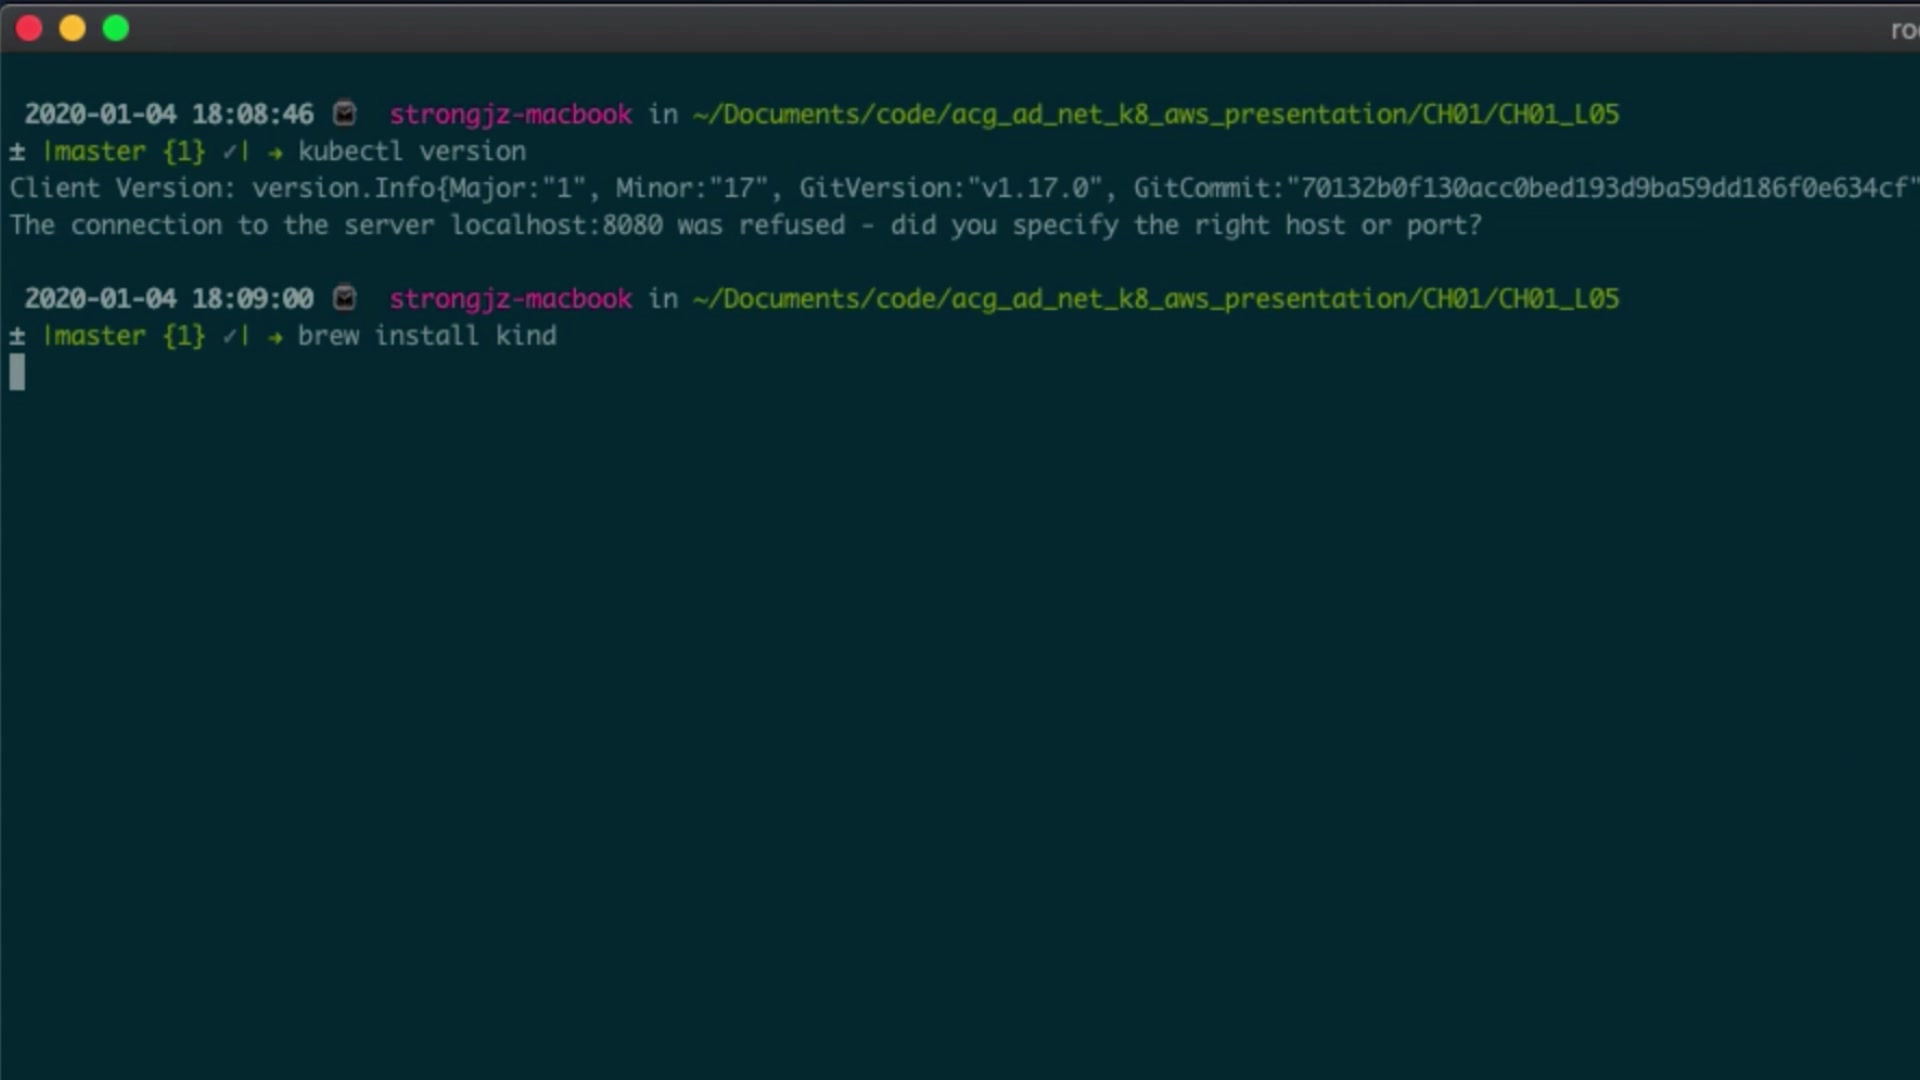 ro
2020-01-04 18:08:46 strongjz-macbook in ~/Documents/code/acg_ad_net_k8_aws_presentation/CH01/CH01_L05
± |master {1} ✓| → kubectl version
Client Version: version.Info{Major:"1", Minor:"17", GitVersion:"v1.17.0", GitCommit:"70132b0f130acc0bed193d9ba59dd186f0e634cf"
The connection to the server localhost:8080 was refused - did you specify the right host or port?
2020-01-04 18:09:00 strongjz-macbook in ~/Documents/code/acg_ad_net_k8_aws_presentation/CH01/CH01_L05
± |master {1} ✓| → brew install kind